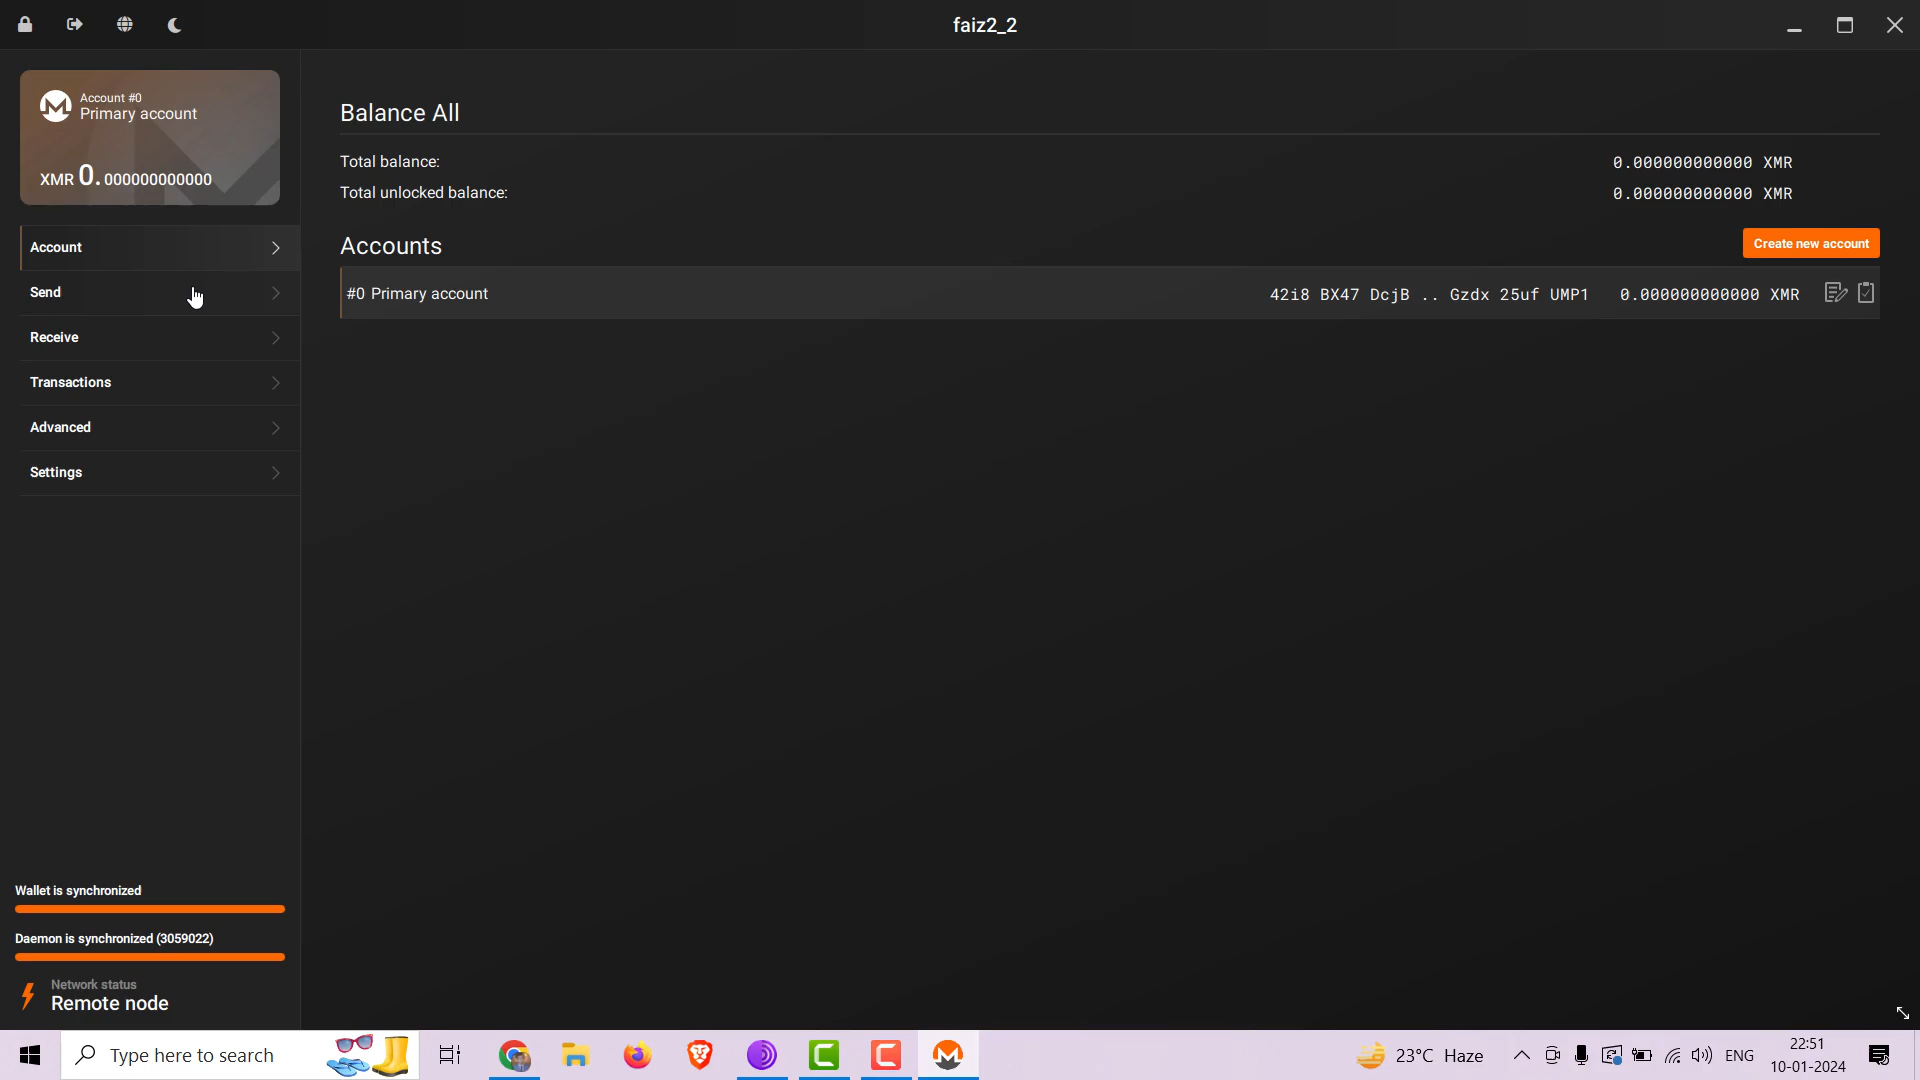 faiz2_2
Account #0
Primary account
XMR 0.000000000000
Account
Send
Receive
Transactions
Advanced
Settings
Wallet is synchronized
Daemon is synchronized (3059022)
Network status
Remote node
Balance All
Total balance: 0.000000000000 XMR
Total unlocked balance: 0.000000000000 XMR
Accounts
Create new account
#0 Primary account 42i8 BX47 DcjB .. Gzdx 25uf UMP1 0.000000000000 XMR
Type here to search
23°C Haze
ENG
22:51
10-01-2024